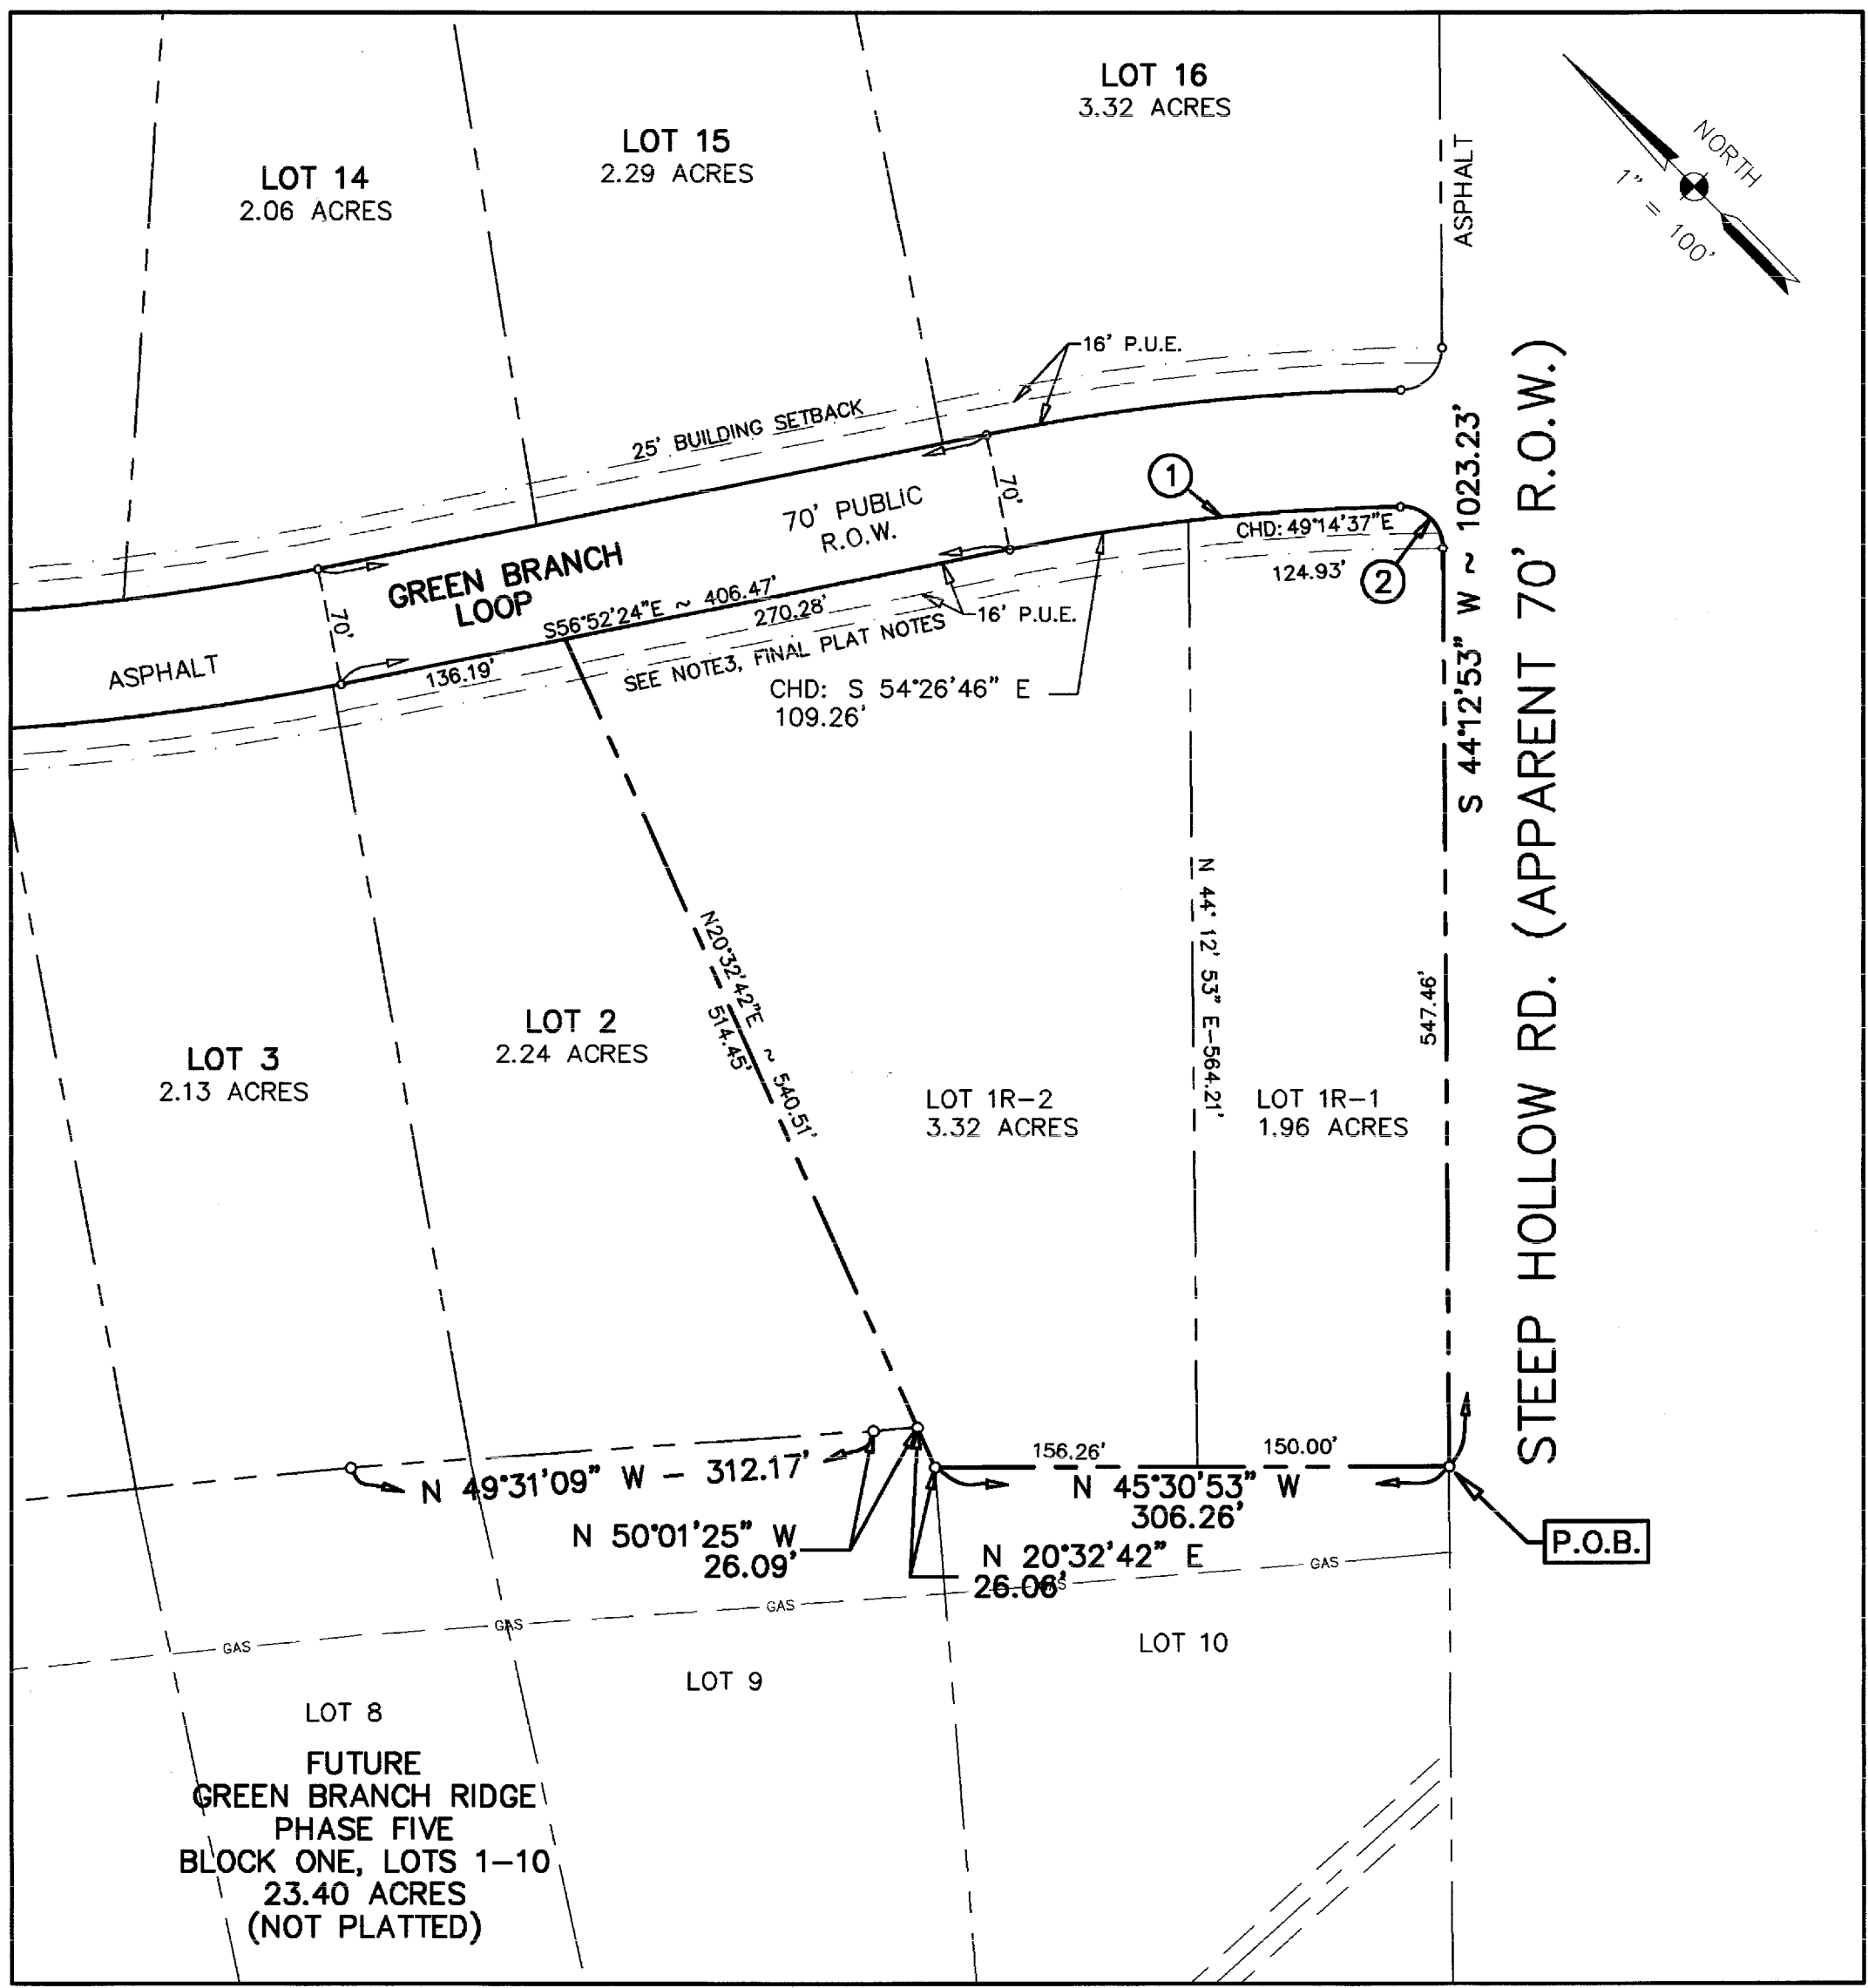 LOT 16
3.32 ACRES
LOT 15
2.29 ACRES
LOT 14
2.06 ACRES
ASPHALT
NORTH
1" = 100'
16' P.U.E.
25' BUILDING SETBACK
70'
70' PUBLIC
R.O.W.
1
CHD: 49°14'37"E
124.93'
2
GREEN BRANCH
LOOP
70'
S56°52'24"E ~ 406.47'
270.28'
16' P.U.E.
ASPHALT
136.19'
SEE NOTE3, FINAL PLAT NOTES
CHD: S 54°26'46" E
109.26'
S 44°12'53" W ~ 1023.23'
STEEP HOLLOW RD. (APPARENT 70' R.O.W.)
N 44° 12' 53" E-564.21'
547.46'
N20°32'42"E ~ 540.51'
514.45'
LOT 2
2.24 ACRES
LOT 3
2.13 ACRES
LOT 1R-2
3.32 ACRES
LOT 1R-1
1.96 ACRES
156.26'
150.00'
N 49°31'09" W - 312.17'
N 45°30'53" W
306.26'
N 50°01'25" W
26.09'
N 20°32'42" E
26.06'
P.O.B.
GAS
GAS
GAS
GAS
GAS
LOT 10
LOT 9
LOT 8
FUTURE
GREEN BRANCH RIDGE
PHASE FIVE
BLOCK ONE, LOTS 1-10
23.40 ACRES
(NOT PLATTED)